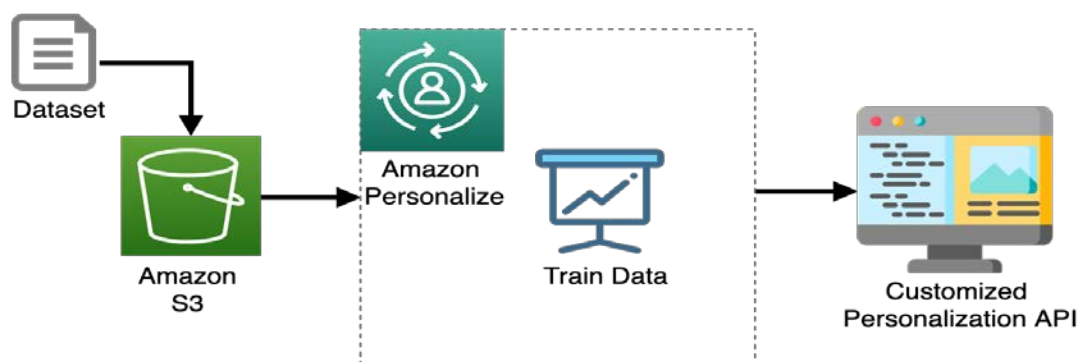 Dataset
Amazon
S3
Amazon
Personalize
Train Data
Customized
Personalization API